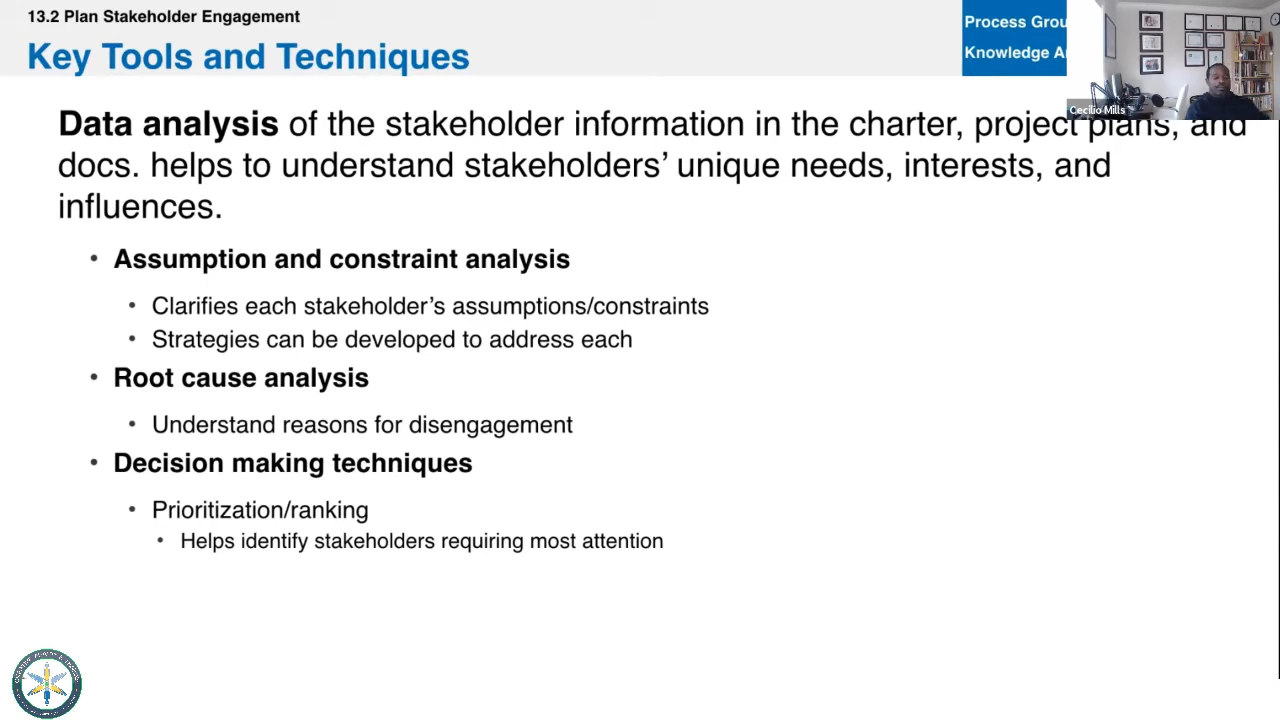 13.2 Plan Stakeholder Engagement
Key Tools and Techniques
Process Grou
Knowledge A
Cecilio Mills
Data analysis of the stakeholder information in the charter, project plans, and
docs. helps to understand stakeholders’ unique needs, interests, and
influences.
• Assumption and constraint analysis
• Clarifies each stakeholder’s assumptions/constraints
• Strategies can be developed to address each
• Root cause analysis
• Understand reasons for disengagement
• Decision making techniques
• Prioritization/ranking
• Helps identify stakeholders requiring most attention